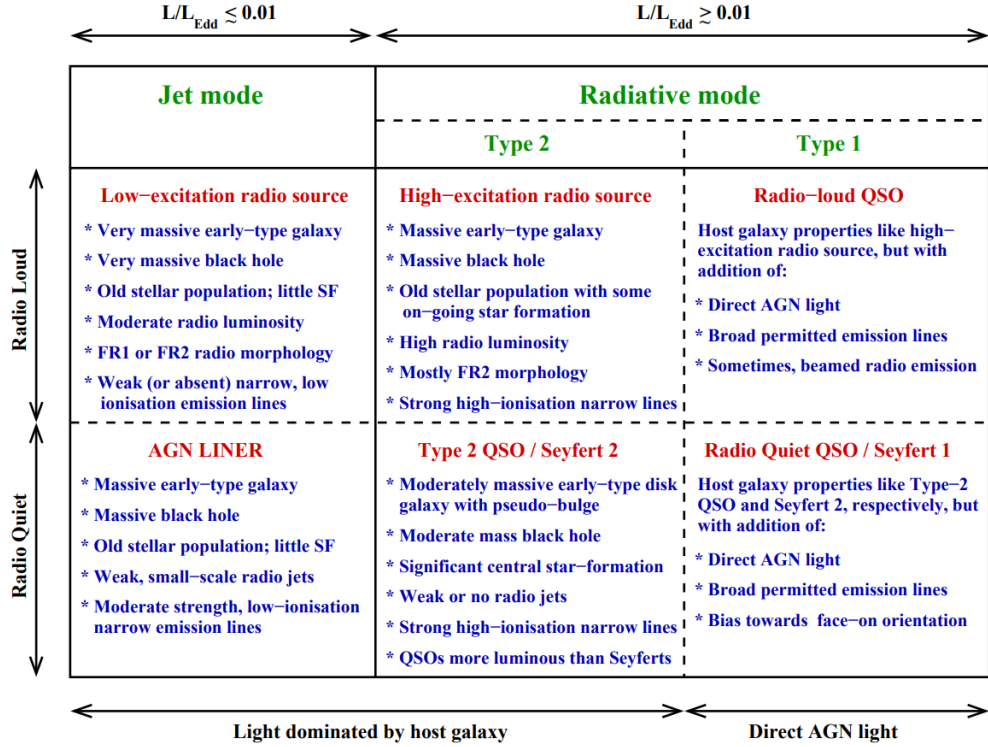 L/L_Edd ≲ 0.01
L/L_Edd ≳ 0.01
Jet mode
Radiative mode
Type 2
Type 1
Radio Loud
Low−excitation radio source
* Very massive early−type galaxy
* Very massive black hole
* Old stellar population; little SF
* Moderate radio luminosity
* FR1 or FR2 radio morphology
* Weak (or absent) narrow, low
ionisation emission lines
High−excitation radio source
* Massive early−type galaxy
* Massive black hole
* Old stellar population with some
on−going star formation
* High radio luminosity
* Mostly FR2 morphology
* Strong high−ionisation narrow lines
Radio−loud QSO
Host galaxy properties like high−
excitation radio source, but with
addition of:
* Direct AGN light
* Broad permitted emission lines
* Sometimes, beamed radio emission
Radio Quiet
AGN LINER
* Massive early−type galaxy
* Massive black hole
* Old stellar population; little SF
* Weak, small−scale radio jets
* Moderate strength, low−ionisation
narrow emission lines
Type 2 QSO / Seyfert 2
* Moderately massive early−type disk
galaxy with pseudo−bulge
* Moderate mass black hole
* Significant central star−formation
* Weak or no radio jets
* Strong high−ionisation narrow lines
* QSOs more luminous than Seyferts
Radio Quiet QSO / Seyfert 1
Host galaxy properties like Type−2
QSO and Seyfert 2, respectively, but
with addition of:
* Direct AGN light
* Broad permitted emission lines
* Bias towards face−on orientation
Light dominated by host galaxy
Direct AGN light